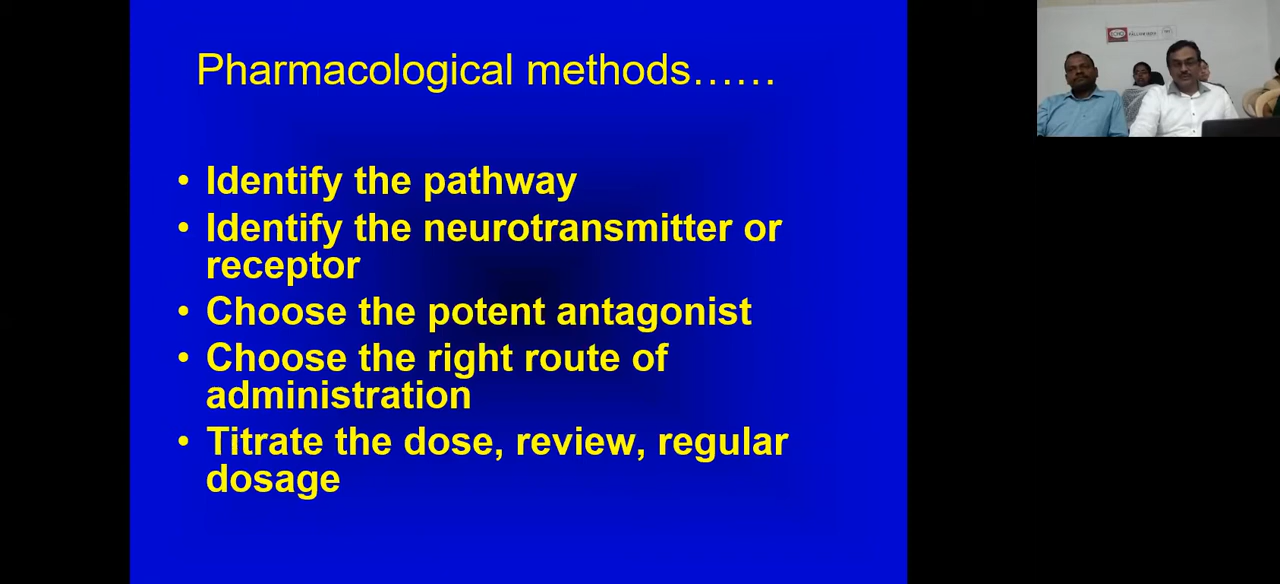 Pharmacological methods……
• Identify the pathway
• Identify the neurotransmitter or
receptor
• Choose the potent antagonist
• Choose the right route of
administration
• Titrate the dose, review, regular
dosage